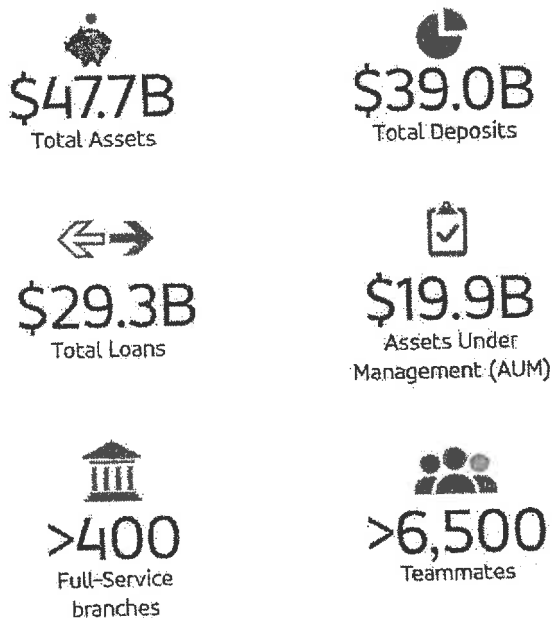 $47.7B
Total Assets
$39.0B
Total Deposits
$29.3B
Total Loans
$19.9B
Assets Under
Management (AUM)
>400
Full-Service
branches
>6,500
Teammates